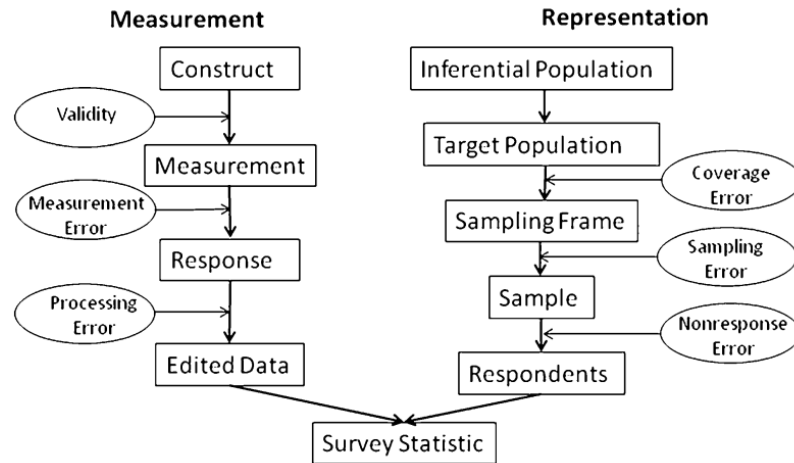 Measurement
Representation
Construct
Inferential Population
Validity
Target Population
Measurement
Coverage
Error
Measurement
Error
Sampling Frame
Response
Sampling
Error
Processing
Error
Sample
Nonresponse
Error
Edited Data
Respondents
Survey Statistic